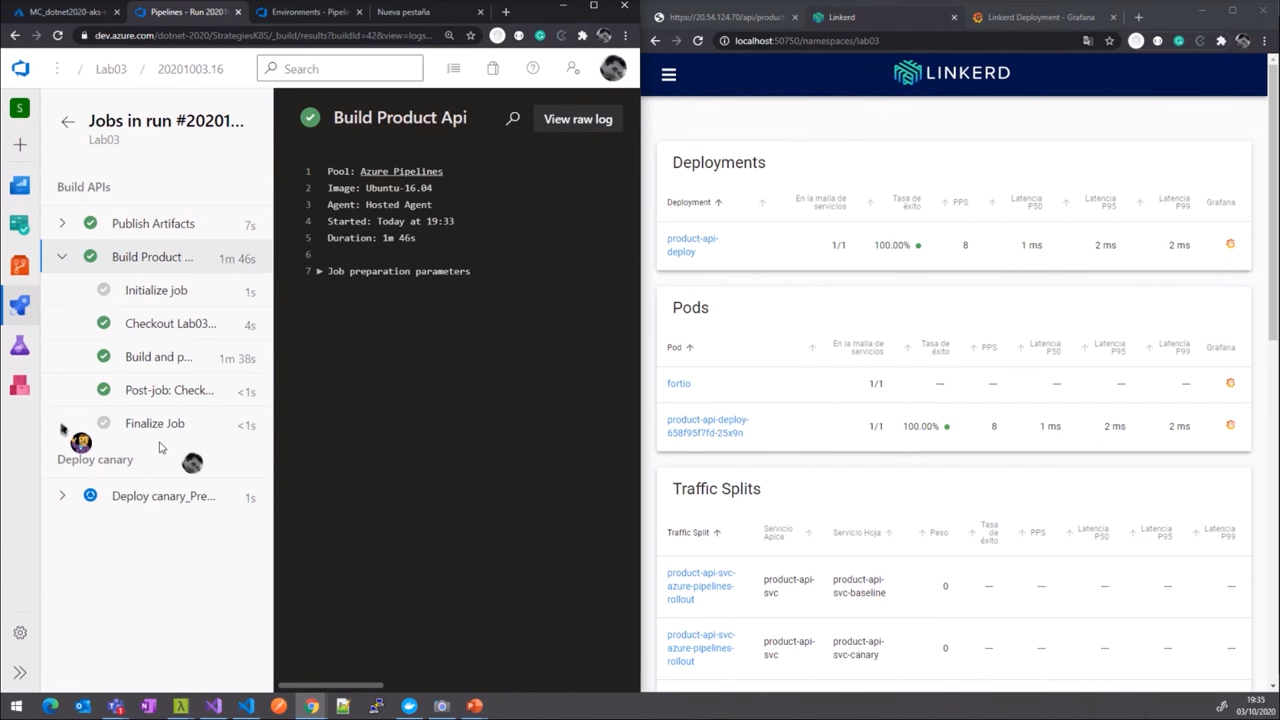 MC_dotnet2020-aks-r
Pipelines - Run 20201
Environments - Pipelin
Nueva pestaña
dev.azure.com/dotnet-2020/StrategiesK8S/_build/results?buildId=42&view=logs...
Lab03 / 20201003.16
Search
Jobs in run #20201...
Lab03
Build APIs
Publish Artifacts 7s
Build Product ... 1m 46s
Initialize job 1s
Checkout Lab03... 4s
Build and p... 1m 38s
Post-job: Check... <1s
Finalize Job <1s
Deploy canary
Deploy canary_Pre... 1s
Build Product Api
View raw log
1 Pool: Azure Pipelines
2 Image: Ubuntu-16.04
3 Agent: Hosted Agent
4 Started: Today at 19:33
5 Duration: 1m 46s
6
7 Job preparation parameters
https://20.54.124.70/api/product
Linkerd
Linkerd Deployment - Grafana
localhost:50750/namespaces/lab03
LINKERD
Deployments
Deployment
En la malla de
servicios
Tasa de
éxito
PPS
Latencia
P50
Latencia
P95
Latencia
P99
Grafana
product-api-
deploy
1/1 100.00% 8 1 ms 2 ms 2 ms
Pods
Pod
En la malla de
servicios
Tasa de
éxito
PPS
Latencia
P50
Latencia
P95
Latencia
P99
Grafana
fortio 1/1 --- --- --- --- ---
product-api-deploy-
658f95f7fd-25x9n
1/1 100.00% 8 1 ms 2 ms 2 ms
Traffic Splits
Traffic Split
Servicio
Apice
Servicio Hoja
Peso
Tasa
de
éxito
PPS
Latencia
P50
Latencia
P95
Latencia
P99
product-api-svc-
azure-pipelines-
rollout
product-api-
svc
product-api-
svc-baseline
0 --- --- --- --- ---
product-api-svc-
azure-pipelines-
rollout
product-api-
svc
product-api-
svc-canary
0 --- --- --- --- ---
19:35
03/10/2020